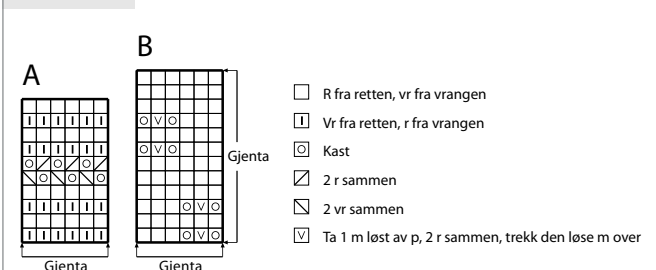 B
A
Gjenta
Gjenta
Gjenta
R fra retten, vr fra vrangen
I Vr fra retten, r fra vrangen
O Kast
2 r sammen
2 vr sammen
V Ta 1 m løst av p, 2 r sammen, trekk den løse m over